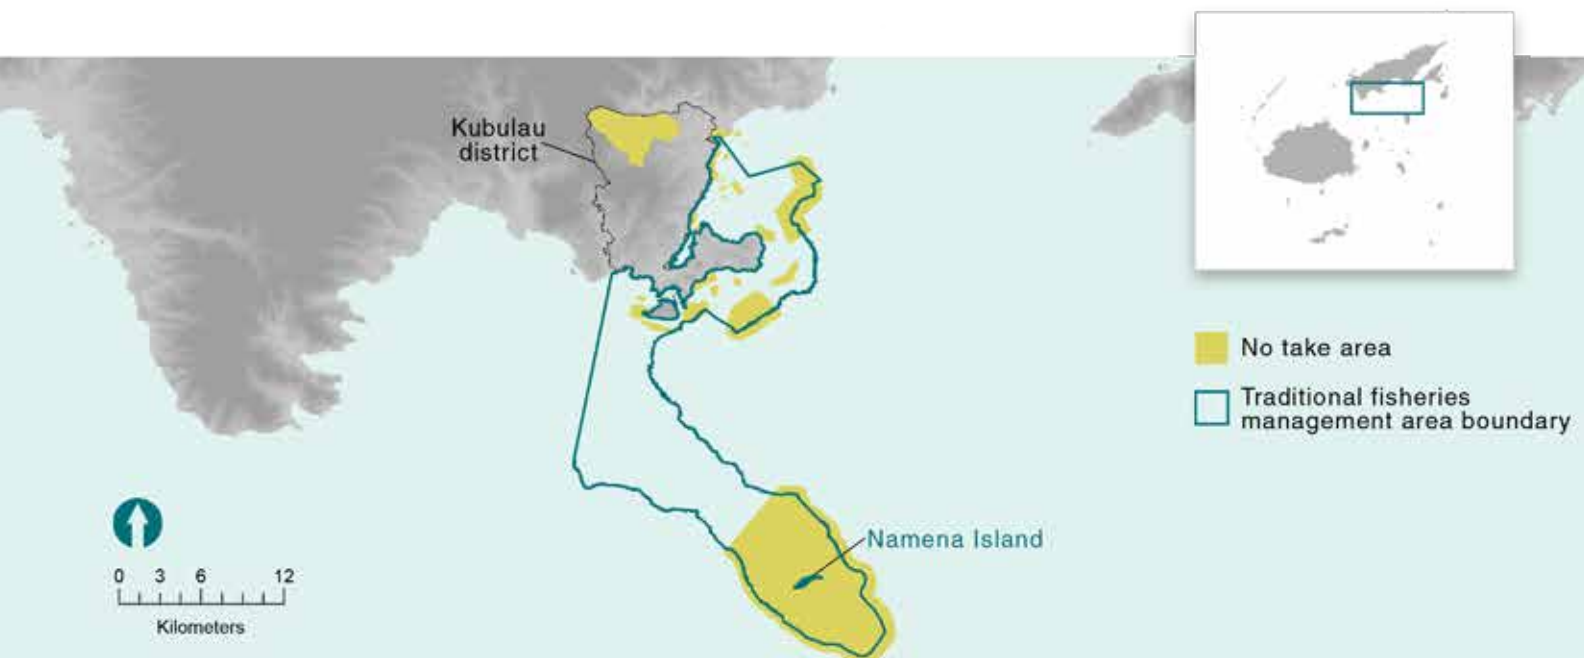 Kubulau
district
No take area
Traditional fisheries
management area boundary
Namena Island
0 3 6 12
Kilometers